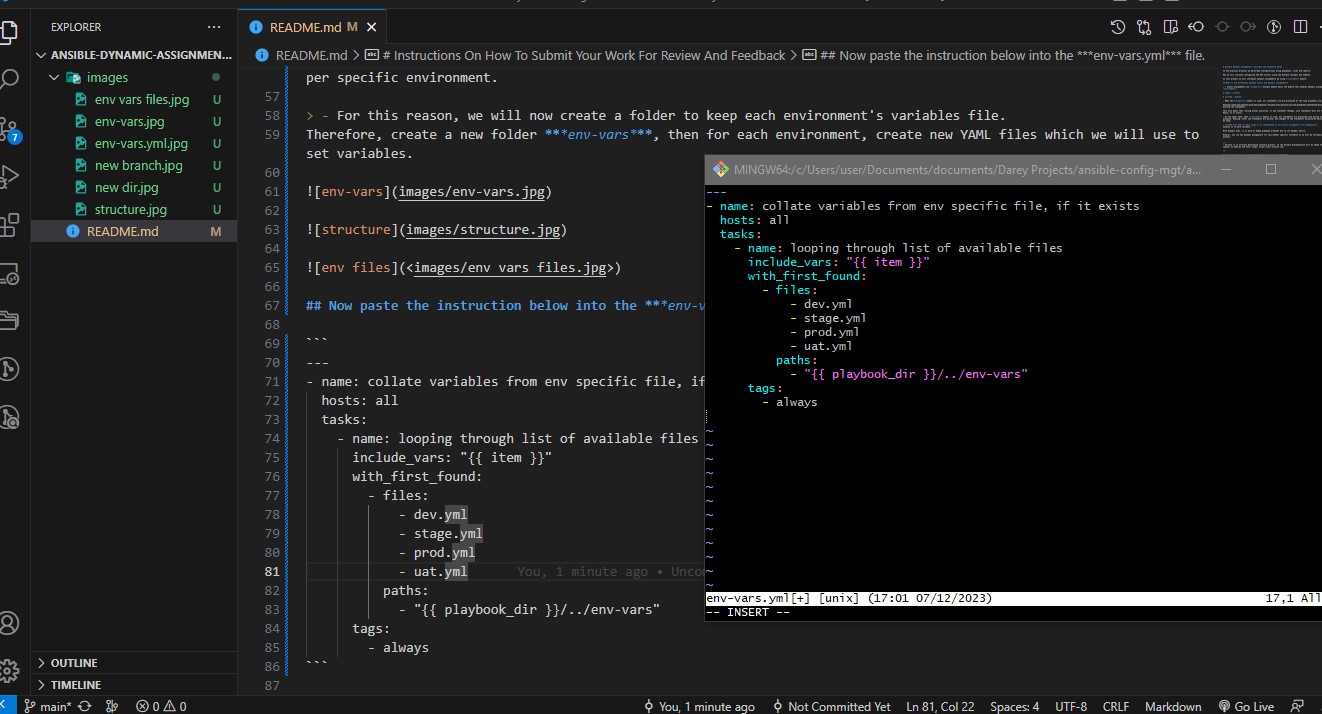 EXPLORER
ANSIBLE-DYNAMIC-ASSIGNMEN...
images
env vars files.jpg U
env-vars.jpg U
env-vars.yml.jpg U
new branch.jpg U
new dir.jpg U
structure.jpg U
README.md M
OUTLINE
TIMELINE
7
README.md M
README.md > # Instructions On How To Submit Your Work For Review And Feedback > ## Now paste the instruction below into the ***env-vars.yml*** file.
per specific environment.
57
58 > - For this reason, we will now create a folder to keep each environment's variables file.
59 Therefore, create a new folder ***env-vars***, then for each environment, create new YAML files which we will use to
set variables.
60
61 ![env-vars](images/env-vars.jpg)
62
63 ![structure](images/structure.jpg)
64
65 ![env files](<images/env vars files.jpg>)
66
67 ## Now paste the instruction below into the ***env-v
68
69 ```
70 ---
71 - name: collate variables from env specific file, if
72 hosts: all
73 tasks:
74 - name: looping through list of available files
75 include_vars: "{{ item }}"
76 with_first_found:
77 - files:
78 - dev.yml
79 - stage.yml
80 - prod.yml
81 - uat.yml You, 1 minute ago • Unco
82 paths:
83 - "{{ playbook_dir }}/../env-vars"
84 tags:
85 - always
86 ```
87
MINGW64:/c/Users/user/Documents/documents/Darey Projects/ansible-config-mgt/a...
---
- name: collate variables from env specific file, if it exists
hosts: all
tasks:
- name: looping through list of available files
include_vars: "{{ item }}"
with_first_found:
- files:
- dev.yml
- stage.yml
- prod.yml
- uat.yml
paths:
- "{{ playbook_dir }}/../env-vars"
tags:
- always
~
~
~
~
~
~
~
~
~
~
~
~
env-vars.yml[+] [unix] (17:01 07/12/2023) 17,1 All
-- INSERT --
main* 0 0 You, 1 minute ago Not Committed Yet Ln 81, Col 22 Spaces: 4 UTF-8 CRLF Markdown Go Live